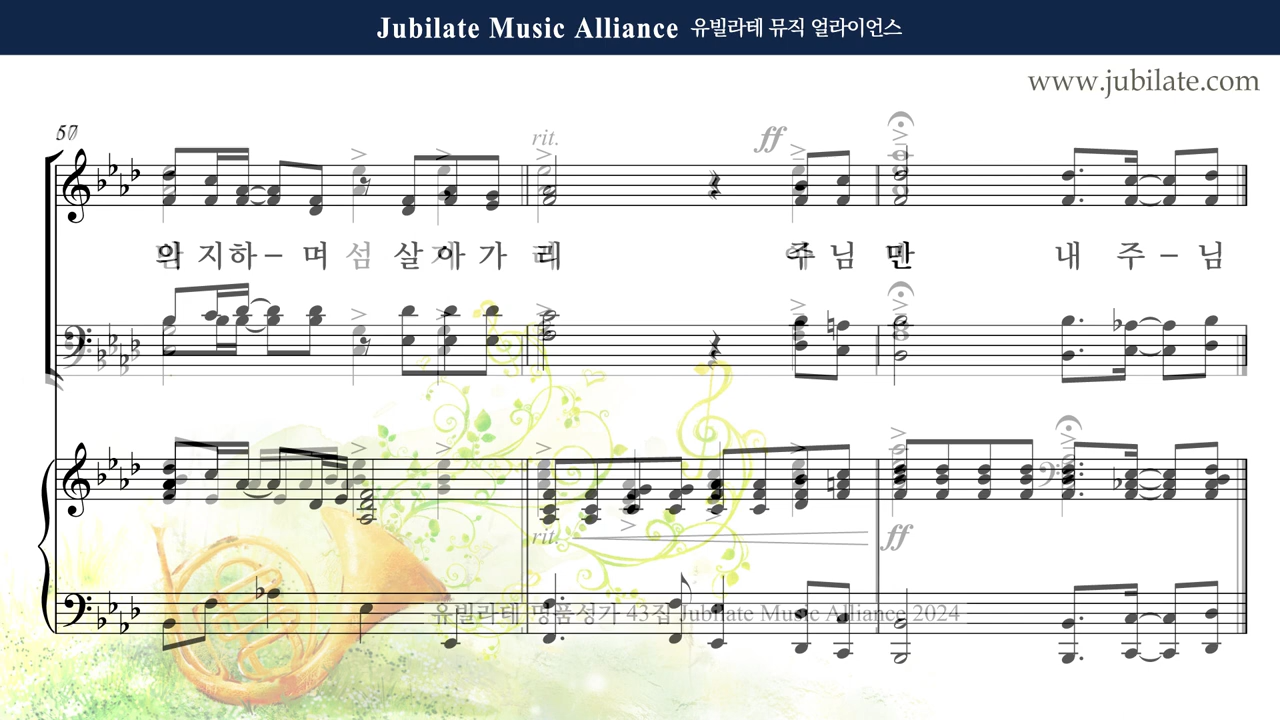 Jubilate Music Alliance 유빌라테 뮤직 얼라이언스
www.jubilate.com
rit.
ff
지하 – 며 섬 살 아 가 리 주 님 만 내 주 – 님
rit.
ff
유빌라테 명품성가 43집 Jubilate Music Alliance 2024